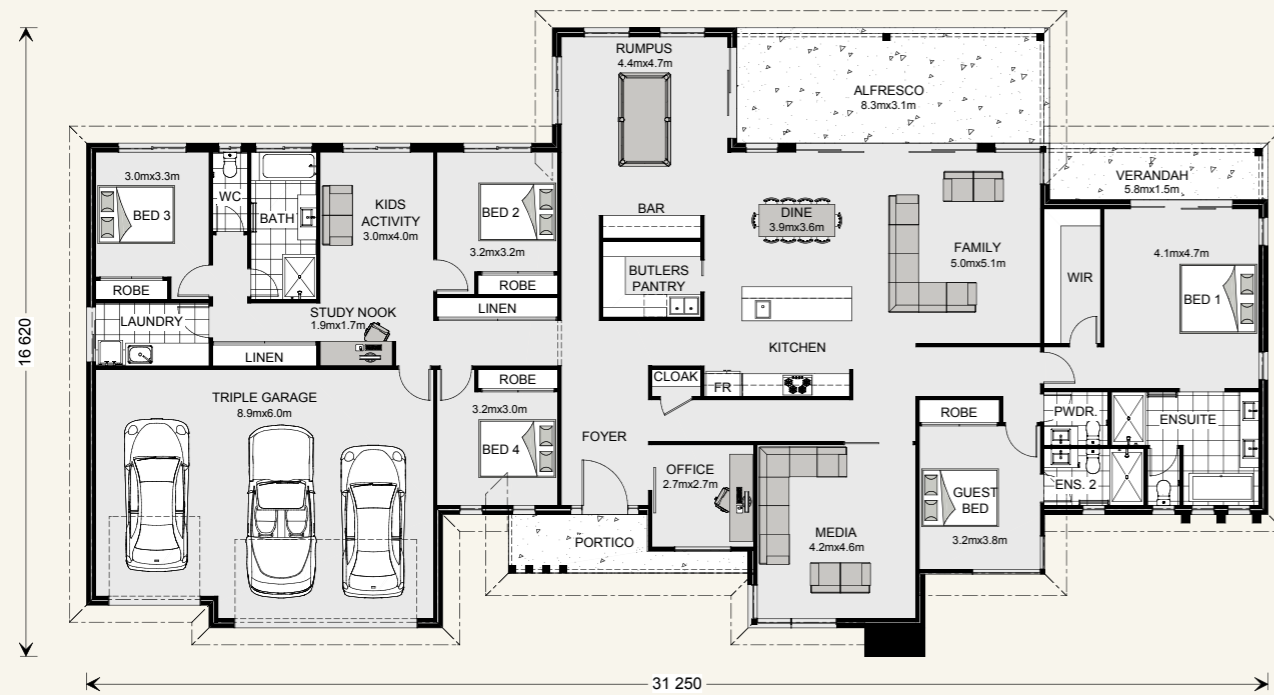 RUMPUS
4.4mx4.7m
ALFRESCO
8.3mx3.1m
VERANDAH
5.8mx1.5m
3.0mx3.3m
BED 3
WC
BATH
KIDS
ACTIVITY
3.0mx4.0m
BED 2
3.2mx3.2m
ROBE
BAR
DINE
3.9mx3.6m
FAMILY
5.0mx5.1m
WIR
4.1mx4.7m
BED 1
BUTLERS
PANTRY
ROBE
LAUNDRY
STUDY NOOK
1.9mx1.7m
LINEN
LINEN
KITCHEN
16 620
TRIPLE GARAGE
8.9mx6.0m
ROBE
3.2mx3.0m
BED 4
CLOAK
FR
FOYER
OFFICE
2.7mx2.7m
ROBE
PWDR.
ENSUITE
ENS. 2
GUEST
BED
3.2mx3.8m
PORTICO
MEDIA
4.2mx4.6m
31 250